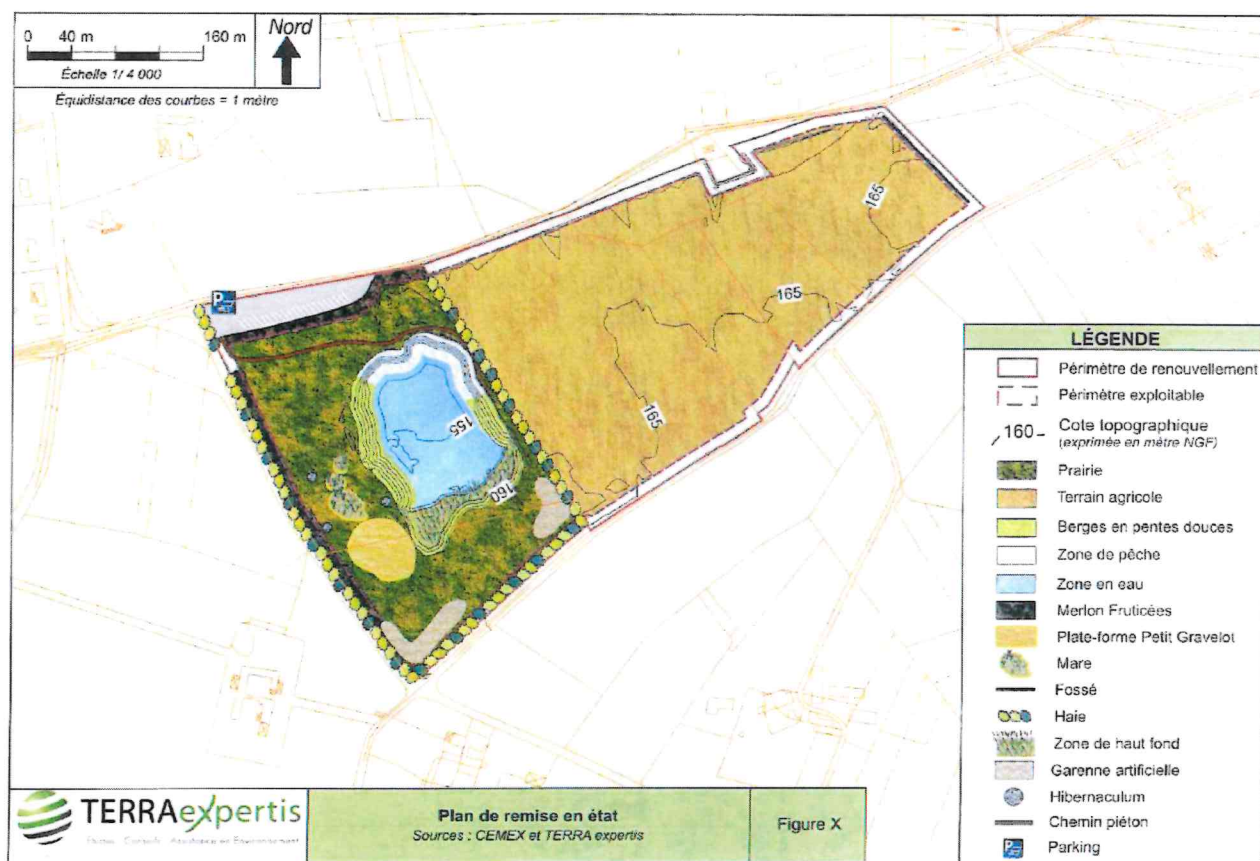 0 40 m 160 m
Échelle 1/ 4 000
Nord
Équidistance des courbes = 1 mètre
165
165
165
155
160
P
LÉGENDE
Périmètre de renouvellement
Périmètre exploitable
160
Cote topographique
(exprimée en mètre NGF)
Prairie
Terrain agricole
Berges en pentes douces
Zone de pêche
Zone en eau
Merlon Fruticées
Plate-forme Petit Gravelot
Mare
Fossé
Haie
Zone de haut fond
Garenne artificielle
Hibernaculum
Chemin piéton
P
Parking
TERRAexpertis
Plan de remise en état
Sources : CEMEX et TERRA expertis
Figure X